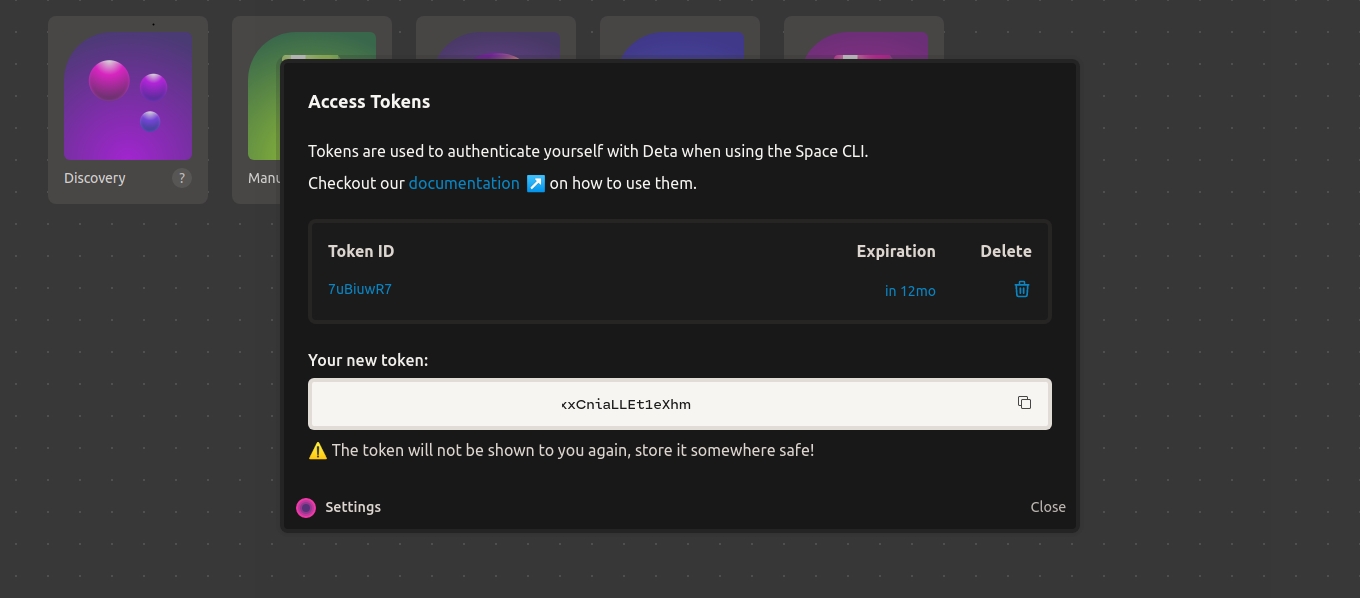 Discovery
?
Manu
Access Tokens
Tokens are used to authenticate yourself with Deta when using the Space CLI.
Checkout our documentation ↗ on how to use them.
Token ID Expiration Delete
7uBiuwR7 in 12mo
Your new token:
xCniaLLEt1eXhm
⚠️ The token will not be shown to you again, store it somewhere safe!
Settings Close